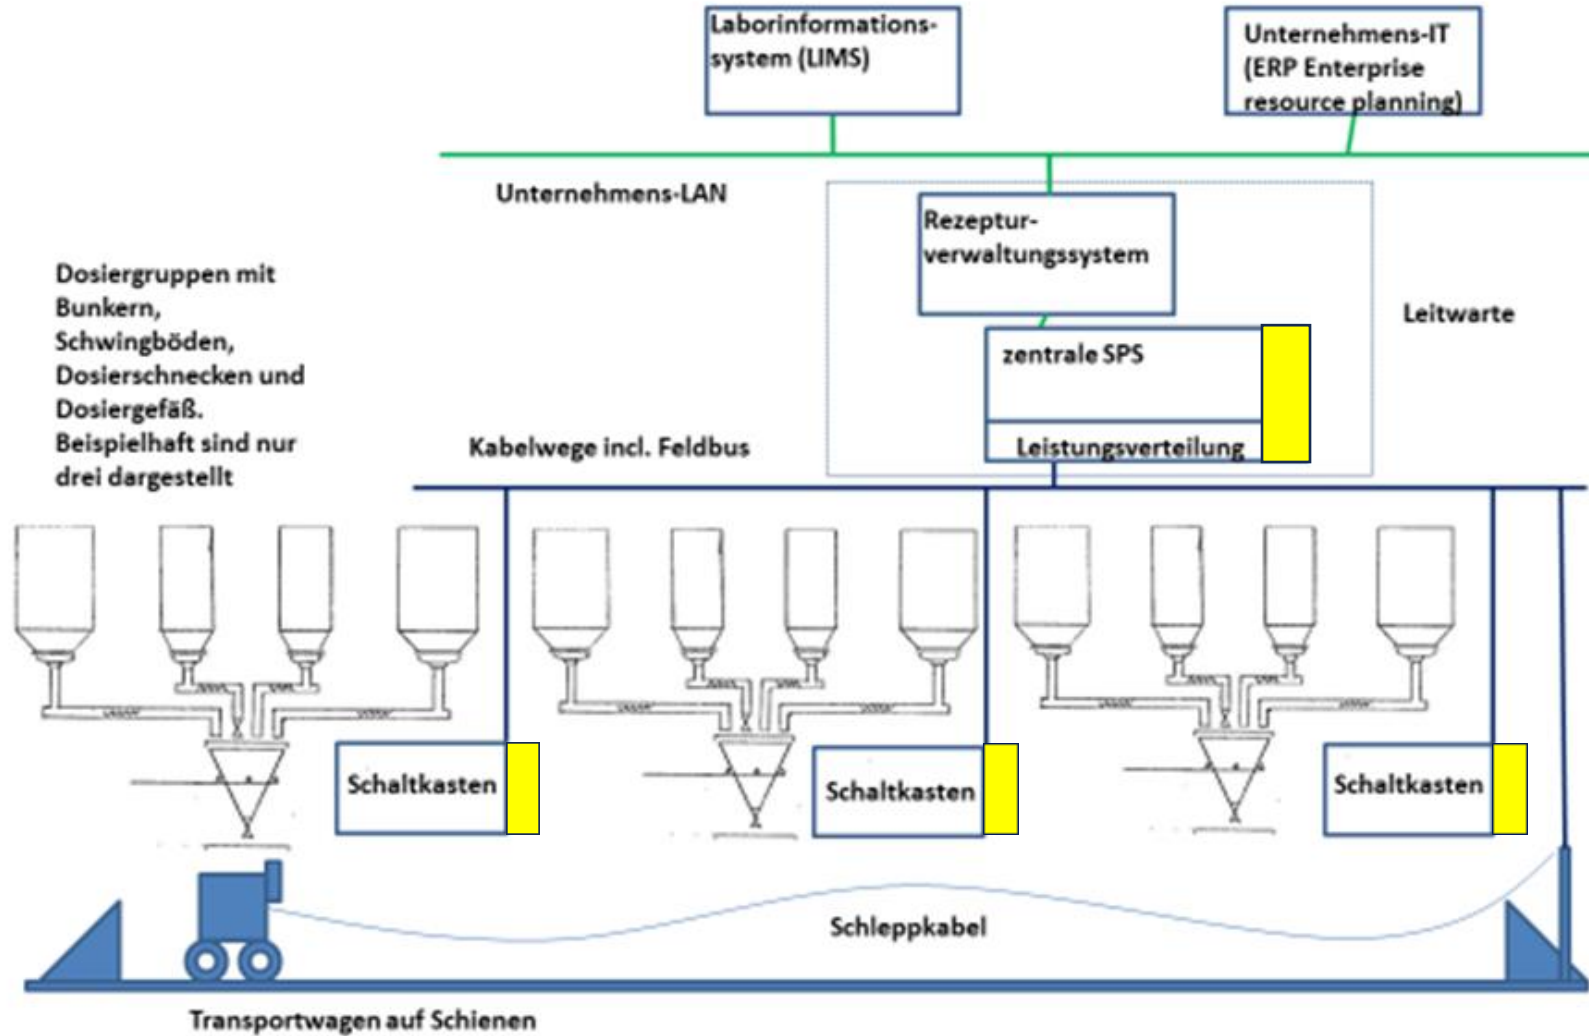 Laborinformations-
system (LIMS)
Unternehmens-IT
(ERP Enterprise
resource planning)
Unternehmens-LAN
Rezeptur-
verwaltungssystem
Leitwarte
zentrale SPS
Leistungsverteilung
Dosiergruppen mit
Bunkern,
Schwingböden,
Dosierschnecken und
Dosiergefäß.
Beispielhaft sind nur
drei dargestellt
Kabelwege incl. Feldbus
Schaltkasten
Schaltkasten
Schaltkasten
Schleppkabel
Transportwagen auf Schienen